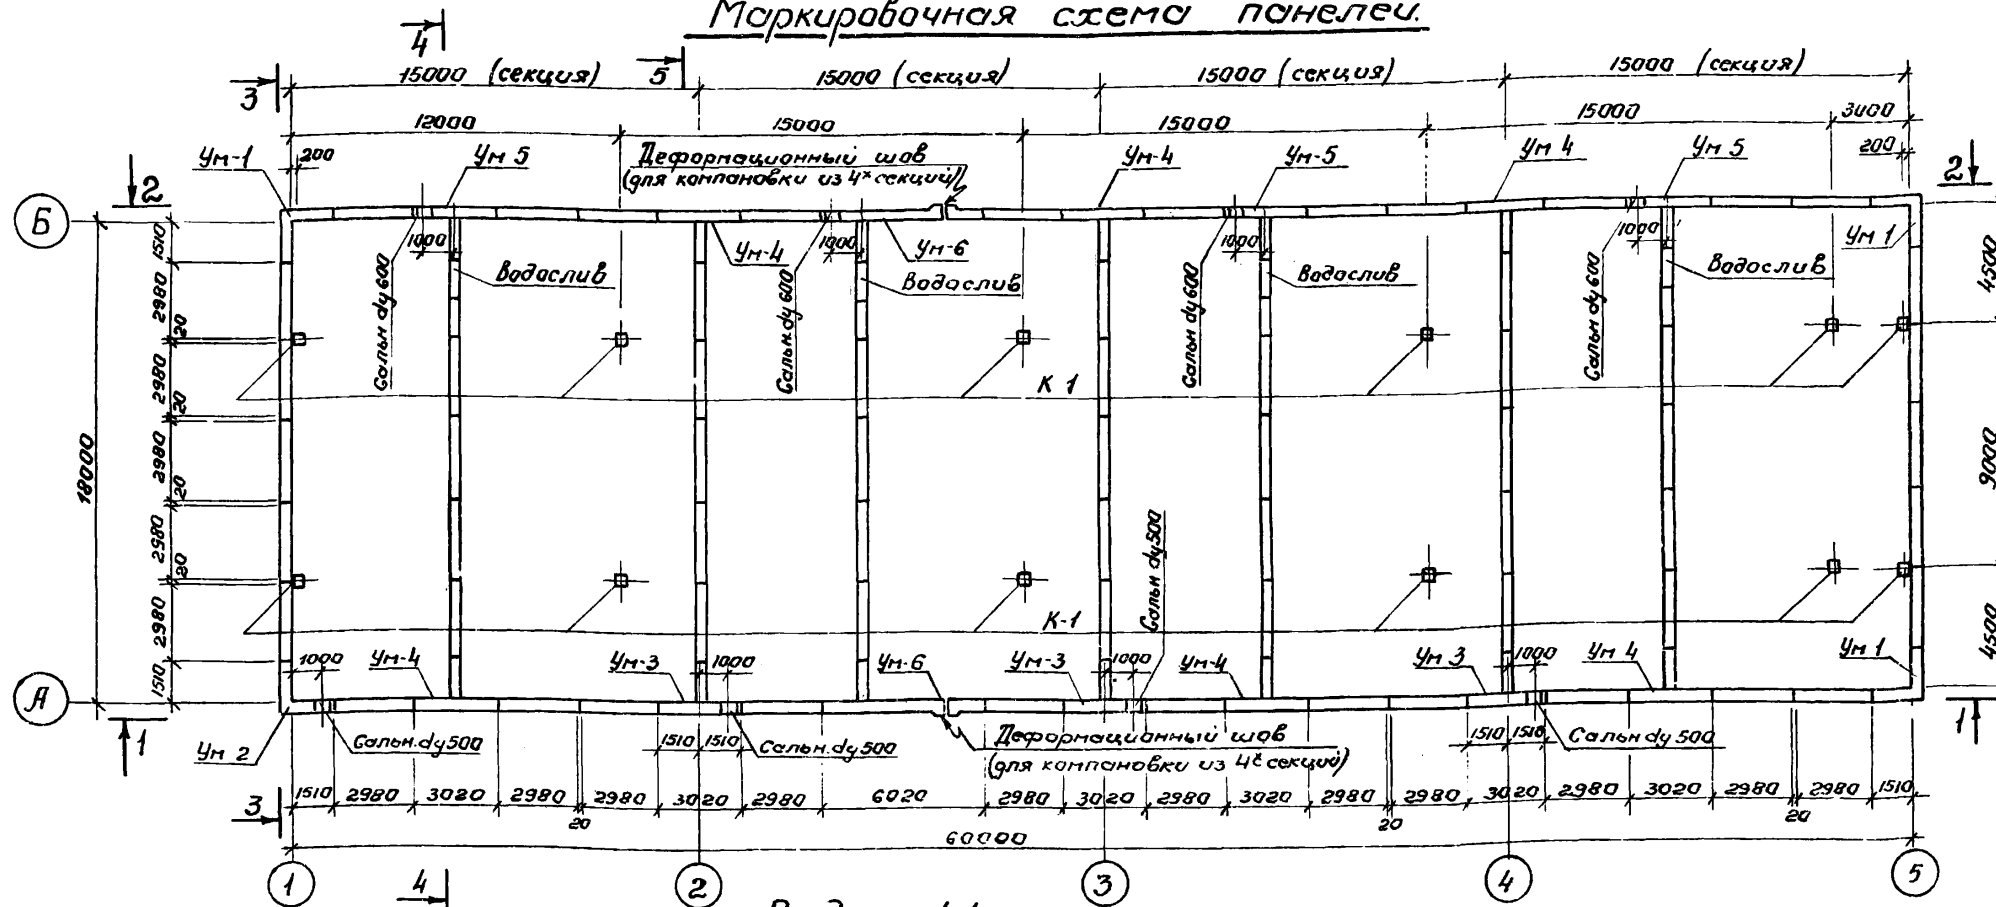 Маркировочная схема панелей.
4
5
3
15000 (секция)
15000 (секция)
15000 (секция)
15000 (секция)
12000
15000
15000
15000
3000
Ум-1
200
Ум 5
Деформационный шов
(для компановки из 4х секций)
Ум-4
Ум-5
Ум 4
Ум 5
200
2
2
Б
1000
Ум-4
1000
Ум-6
1000
1000
Ум 1
Водослив
Водослив
Водослив
Водослив
Сальн dу600
Сальн.dу600
Сальн dу600
Сальн dу 600
1510
2980
20
2980
20
2980
20
2980
20
2980
1510
18000
4500
9000
4500
К 1
К-1
Сальн dу500
1000
Ум-4
Ум-3
1000
Ум-6
Ум-3
1000
Ум-4
Ум 3
1000
Ум 4
Ум 1
А
1
1
Ум 2
Сальн.dу500
1510
1510
Сальн.dу500
Деформационный шов
(для компановки из 4х секций)
1510
1510
Сальн dу 500
3
1510
2980
3020
2980
2980
3020
2980
6020
2980
3020
2980
3020
2980
2980
3020
2980
3020
2980
2980
1510
20
20
20
60000
1
2
3
4
5
4